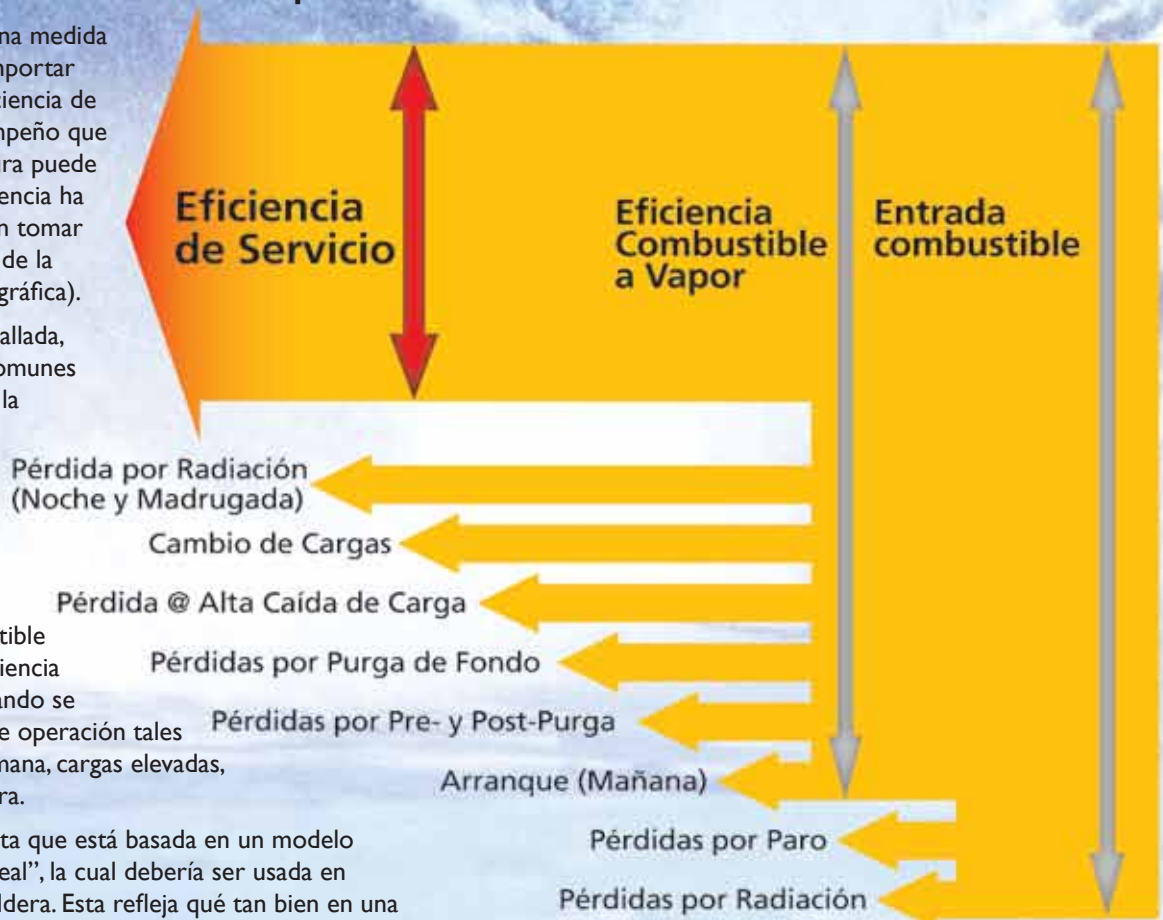 na medida
nportar
ciencia de
mpeño que
ura puede
iencia ha
n tomar
de la
gráfica).
allada,
omunes
la
tible
iencia
ando se
e operación tales
mana, cargas elevadas,
ra.
ta que está basada en un modelo
eal”, la cual debería ser usada en
ldera. Esta refleja qué tan bien en una
Eficiencia
de Servicio
Eficiencia
Combustible
a Vapor
Entrada
combustible
Pérdida por Radiación
(Noche y Madrugada)
Cambio de Cargas
Pérdida @ Alta Caída de Carga
Pérdidas por Purga de Fondo
Pérdidas por Pre- y Post-Purga
Arranque (Mañana)
Pérdidas por Paro
Pérdidas por Radiación